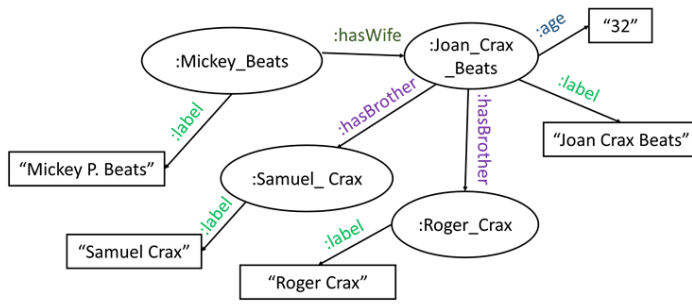 :hasWife
:Joan_Crax
_Beats
:age
"32"
:Mickey_Beats
:label
"Mickey P. Beats"
:hasBrother
:hasBrother
:label
"Joan Crax Beats"
:Samuel_ Crax
:label
"Samuel Crax"
:Roger_Crax
:label
"Roger Crax"